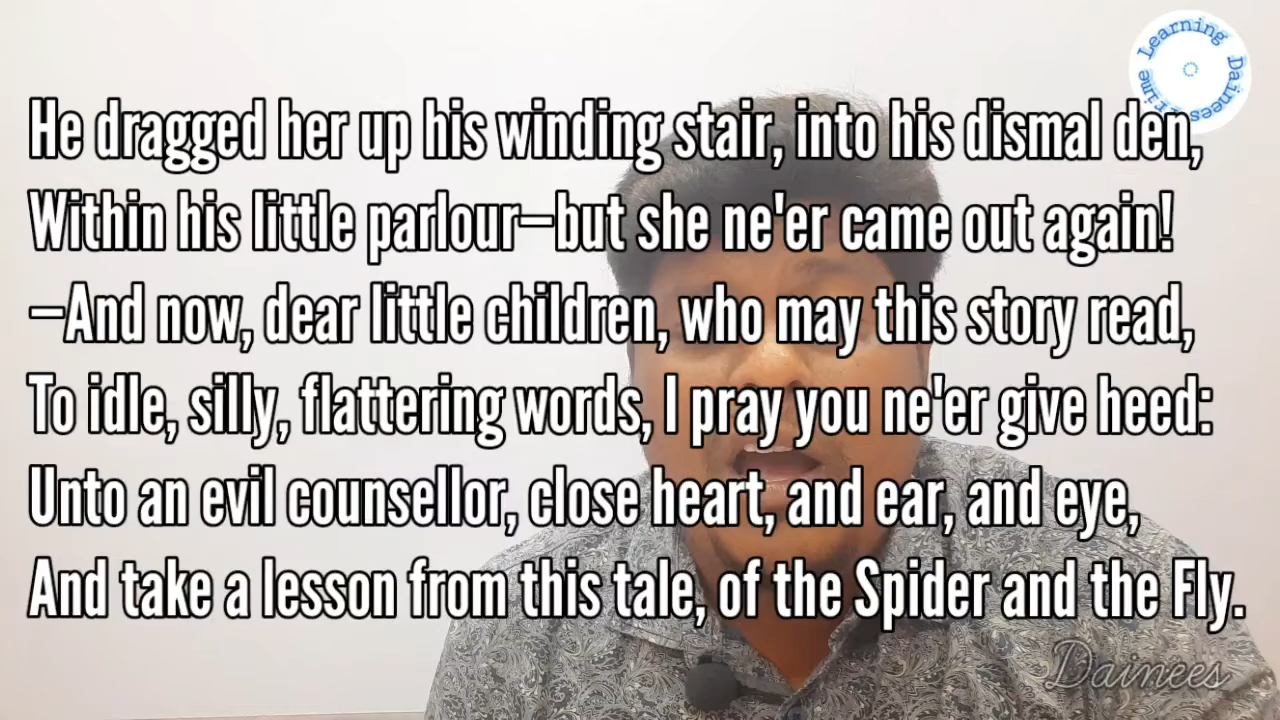 Learning Dainees Time
He dragged her up his winding stair, into his dismal den,
Within his little parlour—but she ne'er came out again!
—And now, dear little children, who may this story read,
To idle, silly, flattering words, I pray you ne'er give heed:
Unto an evil counsellor, close heart, and ear, and eye,
And take a lesson from this tale, of the Spider and the Fly.
Dainees